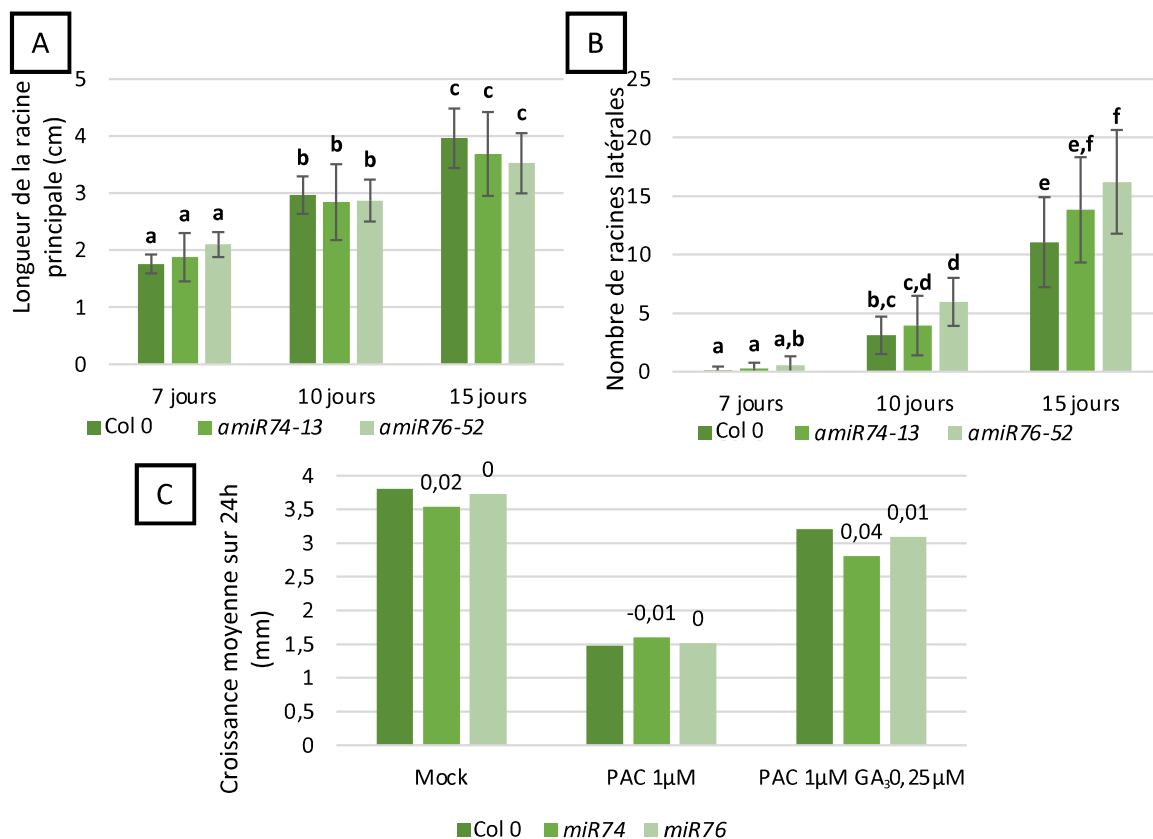 A
Longueur de la racine
principale (cm)
5
4
3
2
1
0
a
a
a
b
b
b
c
c
c
7 jours
10 jours
15 jours
Col 0
amiR74-13
amiR76-52
B
Nombre de racines latérales
25
20
15
10
5
0
a
a
a,b
b,c
c,d
d
e
e,f
f
7 jours
10 jours
15 jours
Col 0
amiR74-13
amiR76-52
C
Croissance moyenne sur 24h
(mm)
4
3,5
3
2,5
2
1,5
1
0,5
0
0,02
0
-0,01
0
0,04
0,01
Mock
PAC 1µM
PAC 1µM GA₃0,25µM
Col 0
miR74
miR76